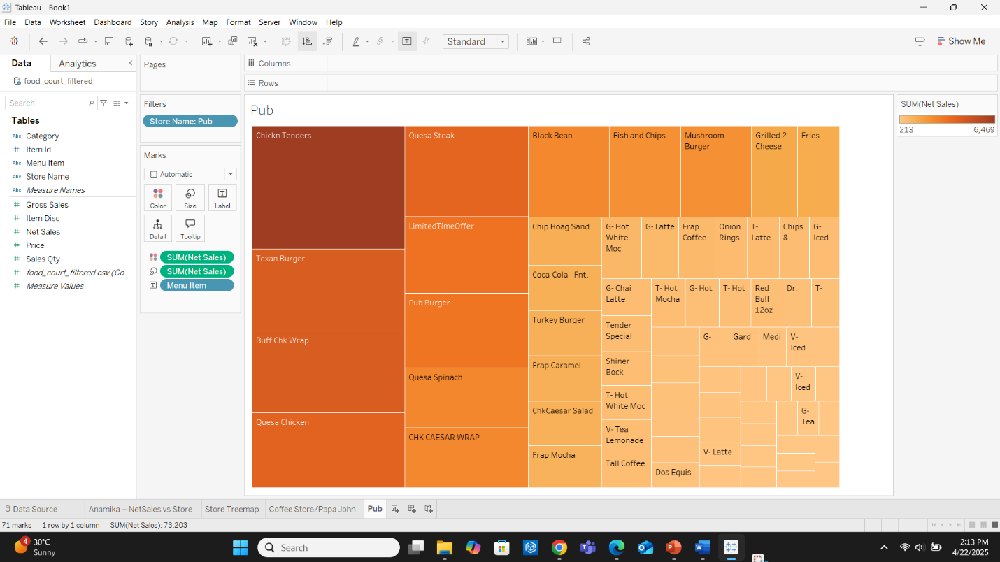 Tableau - Book1
File Data Worksheet Dashboard Story Analysis Map Format Server Window Help
Standard
Show Me
Data
Analytics
food_court_filtered
Search
Tables
Abc Category
# Item Id
Abc Menu Item
Abc Store Name
Abc Measure Names
# Gross Sales
# Item Disc
# Net Sales
# Price
# Sales Qty
# food_court_filtered.csv (Co...
# Measure Values
Pages
Filters
Store Name: Pub
Marks
Automatic
Color Size Label
Detail Tooltip
SUM(Net Sales)
SUM(Net Sales)
Menu Item
Columns
Rows
Pub
Chickn Tenders
Texan Burger
Buff Chk Wrap
Quesa Chicken
Quesa Steak
LimitedTimeOffer
Pub Burger
Quesa Spinach
CHK CAESAR WRAP
Black Bean
Fish and Chips
Mushroom
Burger
Grilled 2
Cheese
Fries
Chip Hoag Sand
Coca-Cola - Fnt.
Turkey Burger
Frap Caramel
ChkCaesar Salad
Frap Mocha
G- Hot
White
Moc
G- Latte
Frap
Coffee
Onion
Rings
T-
Latte
Chips
&
G-
Iced
G- Chai
Latte
Tender
Special
Shiner
Bock
T- Hot
White Moc
V- Tea
Lemonade
Tall Coffee
T- Hot
Mocha
G- Hot
T- Hot
Red
Bull
12oz
Dr.
T-
G-
Gard
Medi
V-
Iced
V-
Iced
G-
Tea
V- Latte
Dos Equis
SUM(Net Sales)
213 6,469
Data Source
Anamika – NetSales vs Store
Store Treemap
Coffee Store/Papa John
Pub
71 marks 1 row by 1 column SUM(Net Sales): 73,203
4
30°C
Sunny
Search
2:13 PM
4/22/2025